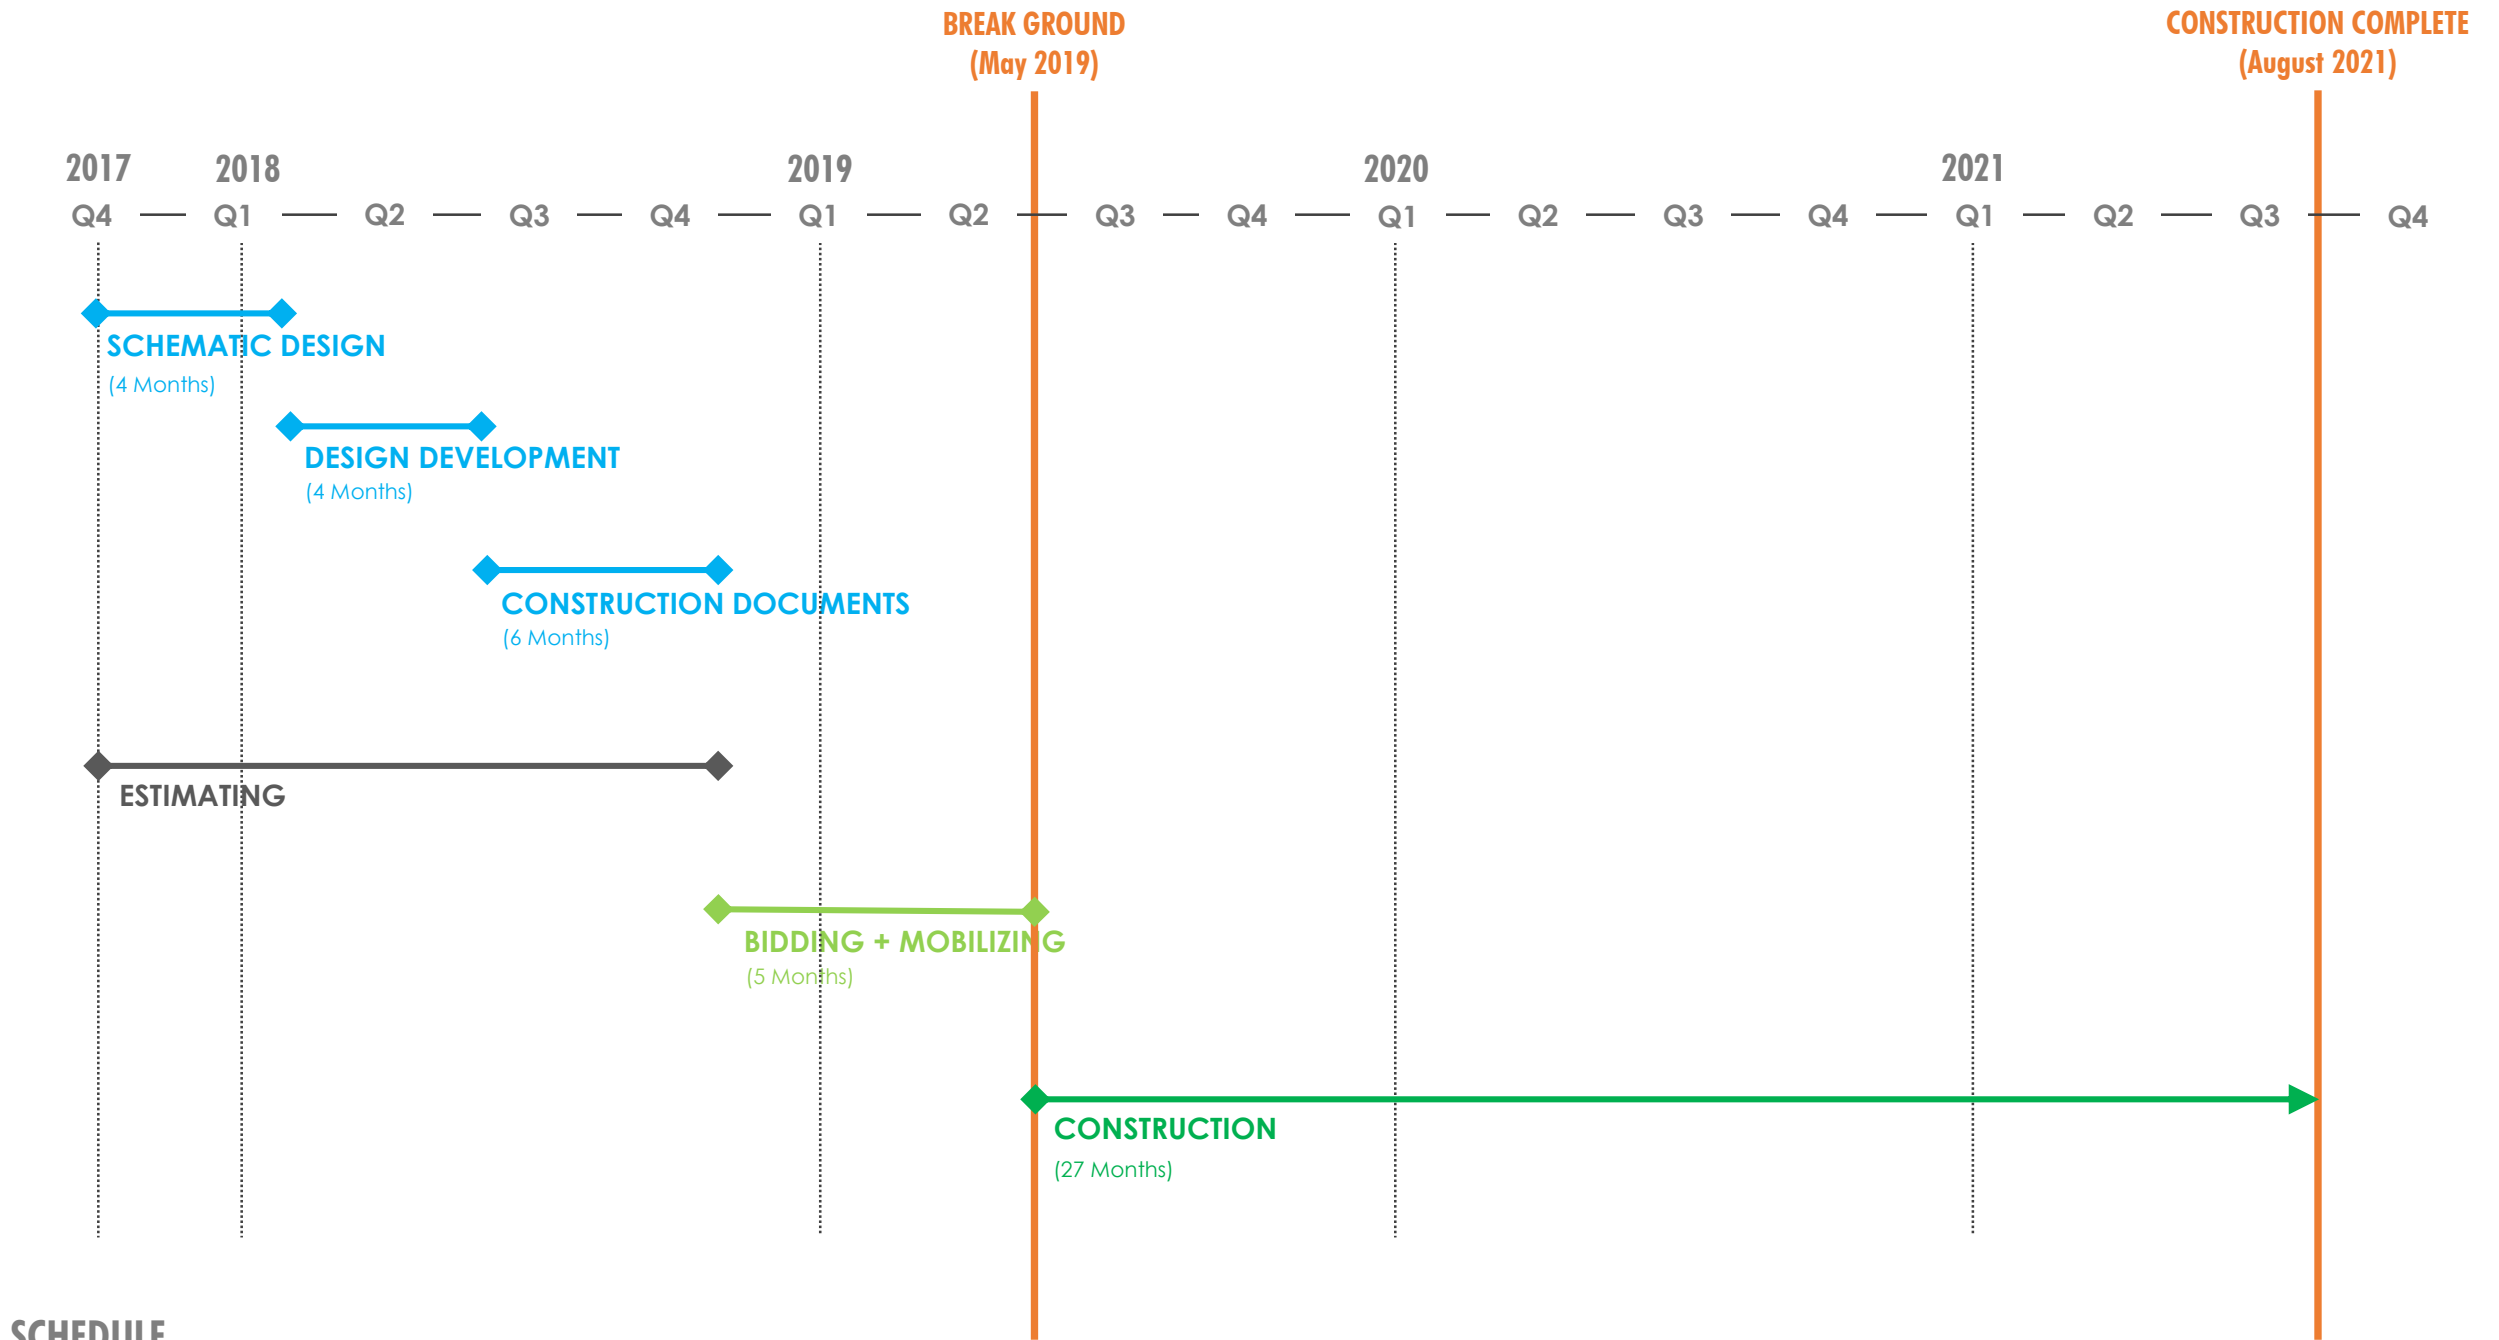 BREAK GROUND
(May 2019)
CONSTRUCTION COMPLETE
(August 2021)
2017 2018 2019 2020 2021
Q4 Q1 Q2 Q3 Q4 Q1 Q2 Q3 Q4 Q1 Q2 Q3 Q4 Q1 Q2 Q3 Q4
SCHEMATIC DESIGN
(4 Months)
DESIGN DEVELOPMENT
(4 Months)
CONSTRUCTION DOCUMENTS
(6 Months)
ESTIMATING
BIDDING + MOBILIZING
(5 Months)
CONSTRUCTION
(27 Months)
SCHEDULE